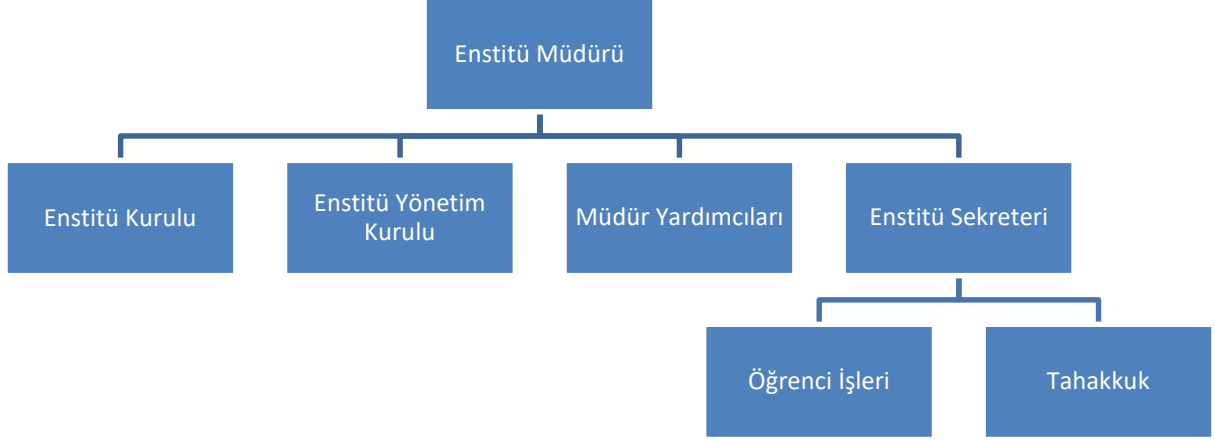 Enstitü Müdürü
Enstitü Kurulu
Enstitü Yönetim
Kurulu
Müdür Yardımcıları
Enstitü Sekreteri
Öğrenci İşleri
Tahakkuk